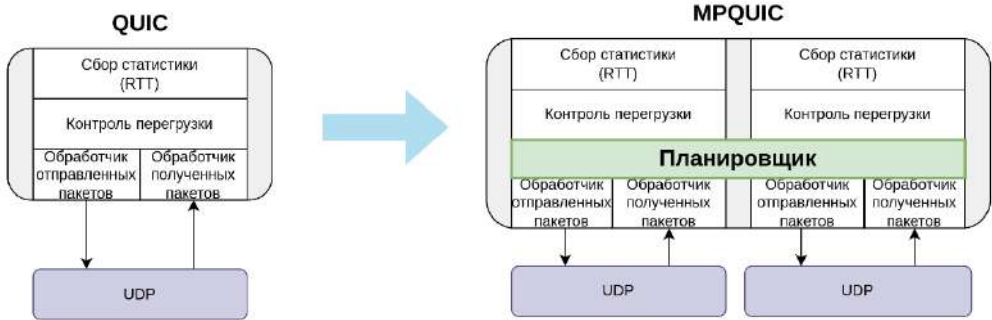 QUIC
Сбор статистики
(RTT)
Контроль перегрузки
Обработчик
отправленных
пакетов
Обработчик
полученных
пакетов
UDP
MPQUIC
Сбор статистики
(RTT)
Сбор статистики
(RTT)
Контроль перегрузки
Контроль перегрузки
Планировщик
Обработчик
отправленных
пакетов
Обработчик
полученных
пакетов
Обработчик
отправленных
пакетов
Обработчик
полученных
пакетов
UDP
UDP